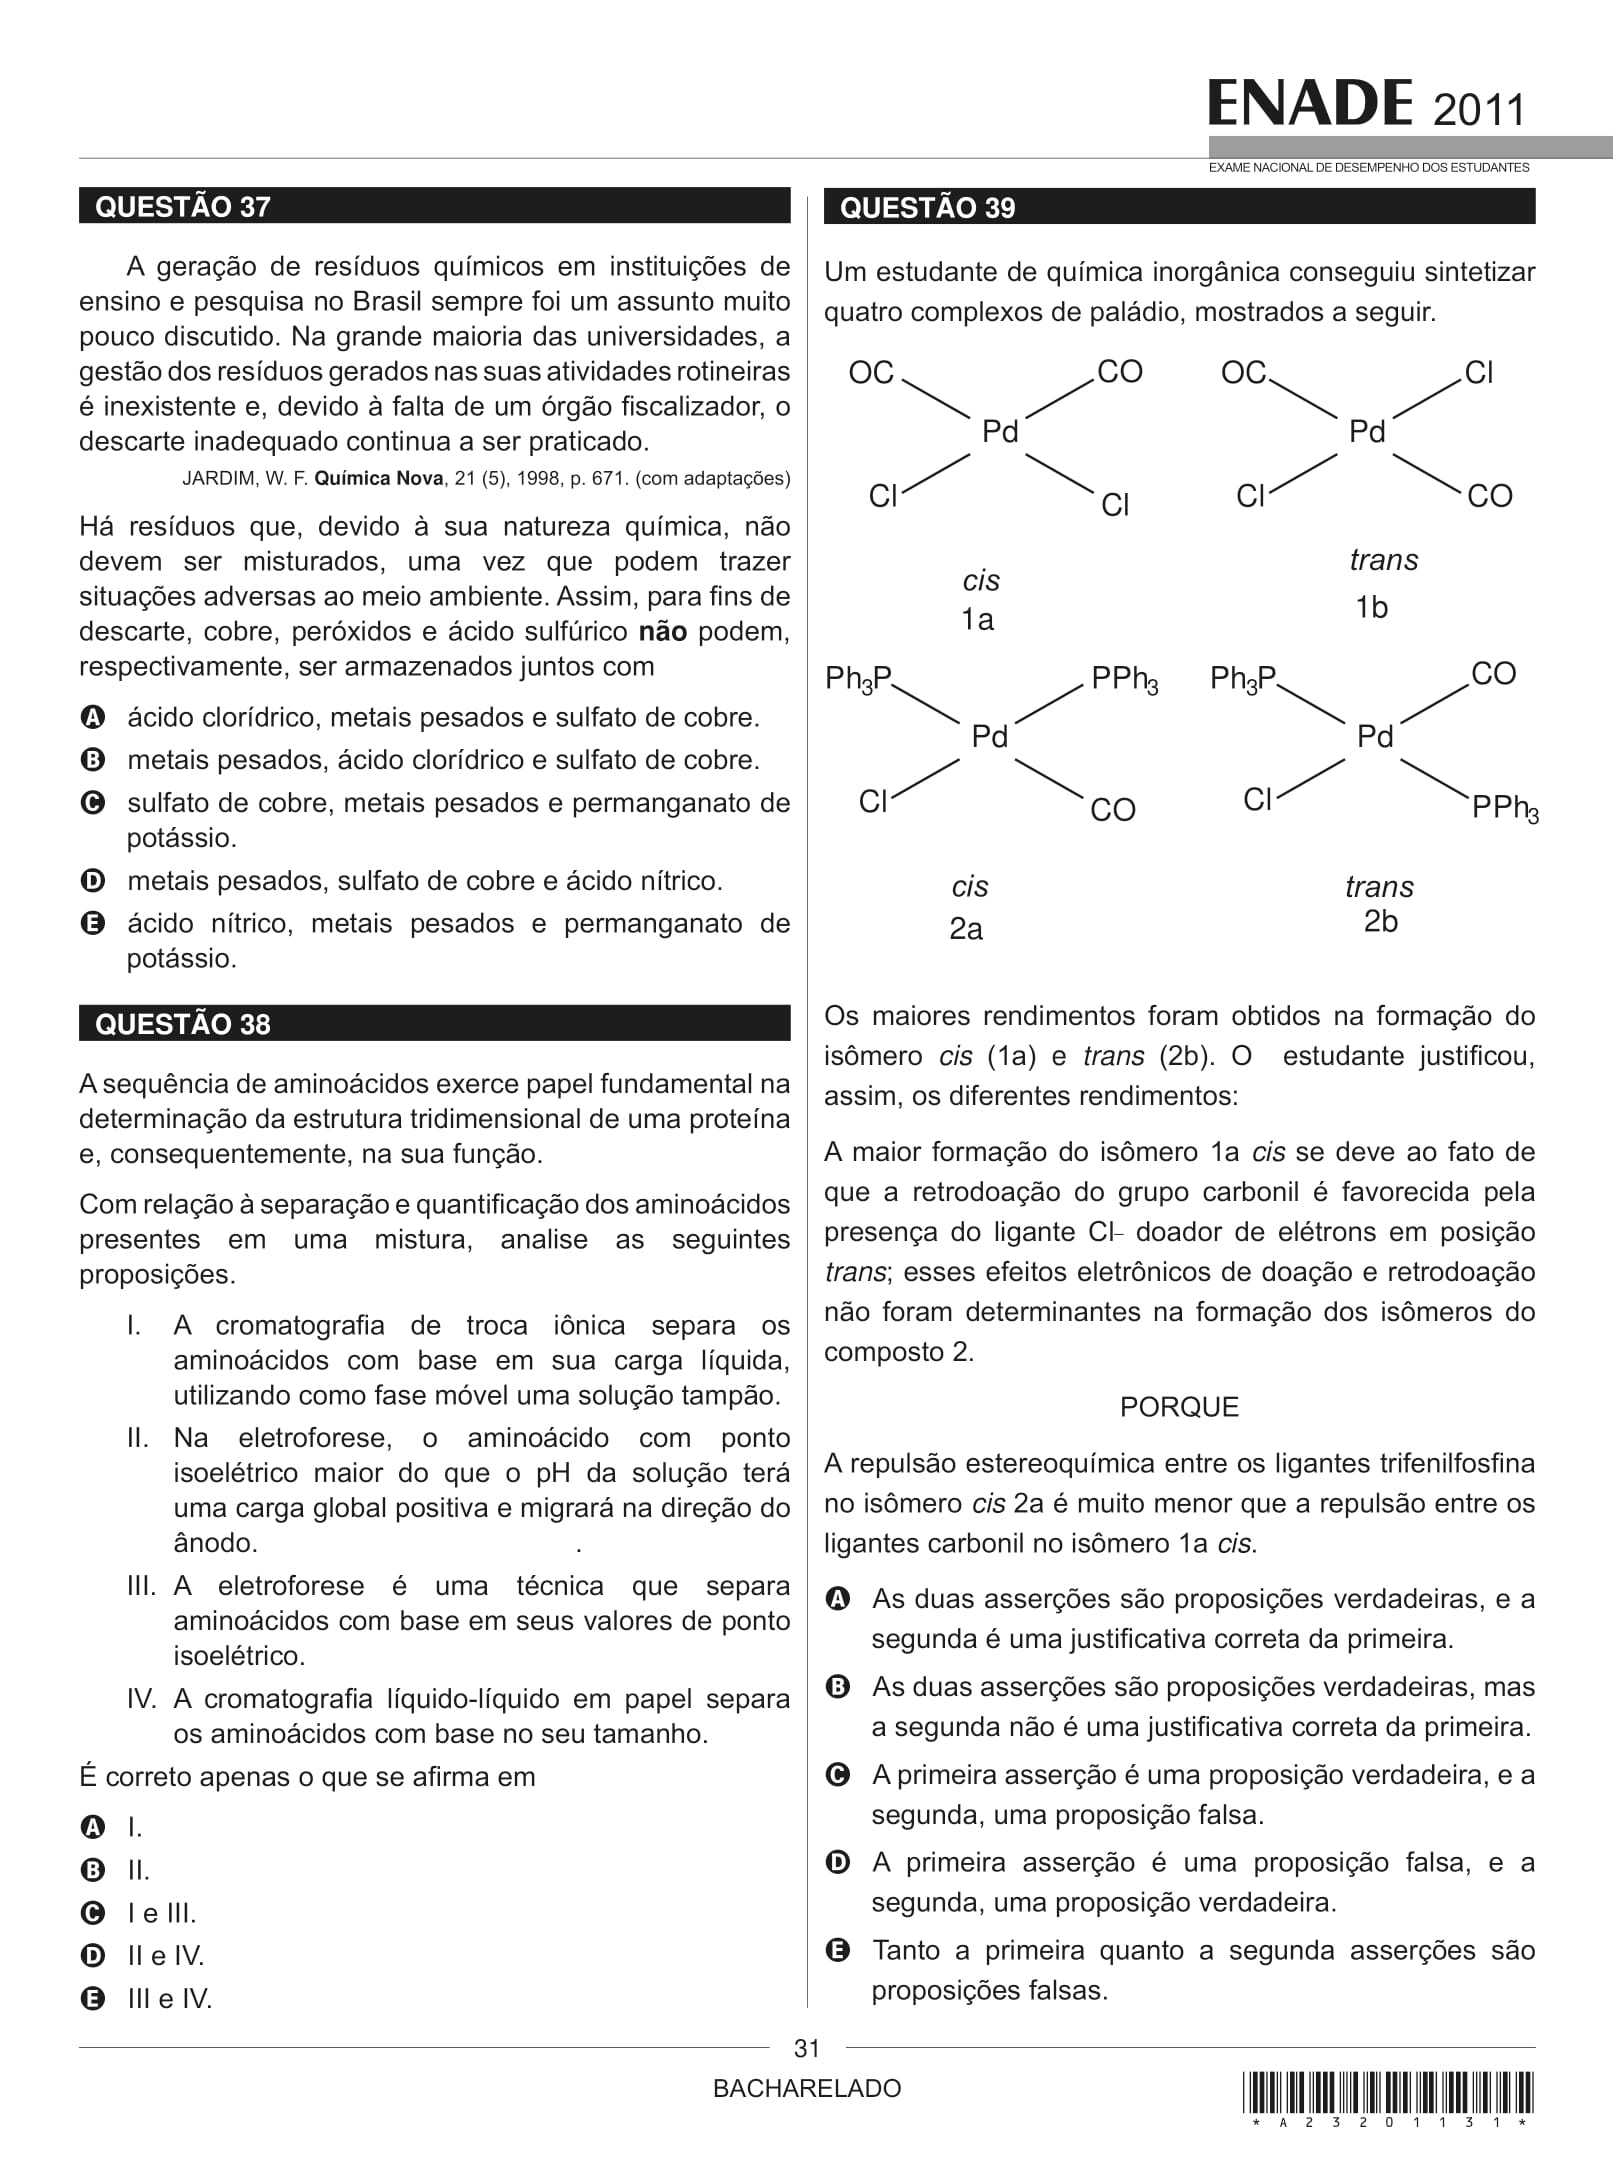 ENADE 2011
EXAME NACIONAL DE DESEMPENHO DOS ESTUDANTES
QUESTÃO 37
A geração de resíduos químicos em instituições de
ensino e pesquisa no Brasil sempre foi um assunto muito
pouco discutido. Na grande maioria das universidades, a
gestão dos resíduos gerados nas suas atividades rotineiras
é inexistente e, devido à falta de um órgão fiscalizador, o
descarte inadequado continua a ser praticado.
JARDIM, W. F. Química Nova, 21 (5), 1998, p. 671. (com adaptações)
Há resíduos que, devido à sua natureza química, não
devem ser misturados, uma vez que podem trazer
situações adversas ao meio ambiente. Assim, para fins de
descarte, cobre, peróxidos e ácido sulfúrico não podem,
respectivamente, ser armazenados juntos com
A ácido clorídrico, metais pesados e sulfato de cobre.
B metais pesados, ácido clorídrico e sulfato de cobre.
C sulfato de cobre, metais pesados e permanganato de
potássio.
D metais pesados, sulfato de cobre e ácido nítrico.
E ácido nítrico, metais pesados e permanganato de
potássio.
QUESTÃO 38
A sequência de aminoácidos exerce papel fundamental na
determinação da estrutura tridimensional de uma proteína
e, consequentemente, na sua função.
Com relação à separação e quantificação dos aminoácidos
presentes em uma mistura, analise as seguintes
proposições.
I. A cromatografia de troca iônica separa os
aminoácidos com base em sua carga líquida,
utilizando como fase móvel uma solução tampão.
II. Na eletroforese, o aminoácido com ponto
isoelétrico maior do que o pH da solução terá
uma carga global positiva e migrará na direção do
ânodo. .
III. A eletroforese é uma técnica que separa
aminoácidos com base em seus valores de ponto
isoelétrico.
IV. A cromatografia líquido-líquido em papel separa
os aminoácidos com base no seu tamanho.
É correto apenas o que se afirma em
A I.
B II.
C I e III.
D II e IV.
E III e IV.
QUESTÃO 39
Um estudante de química inorgânica conseguiu sintetizar
quatro complexos de paládio, mostrados a seguir.
OC CO OC Cl
Pd Pd
Cl Cl Cl CO
cis trans
1a 1b
Ph3P PPh3 Ph3P CO
Pd Pd
Cl CO Cl PPh3
cis trans
2a 2b
Os maiores rendimentos foram obtidos na formação do
isômero cis (1a) e trans (2b). O estudante justificou,
assim, os diferentes rendimentos:
A maior formação do isômero 1a cis se deve ao fato de
que a retrodoação do grupo carbonil é favorecida pela
presença do ligante Cl– doador de elétrons em posição
trans; esses efeitos eletrônicos de doação e retrodoação
não foram determinantes na formação dos isômeros do
composto 2.
PORQUE
A repulsão estereoquímica entre os ligantes trifenilfosfina
no isômero cis 2a é muito menor que a repulsão entre os
ligantes carbonil no isômero 1a cis.
A As duas asserções são proposições verdadeiras, e a
segunda é uma justificativa correta da primeira.
B As duas asserções são proposições verdadeiras, mas
a segunda não é uma justificativa correta da primeira.
C A primeira asserção é uma proposição verdadeira, e a
segunda, uma proposição falsa.
D A primeira asserção é uma proposição falsa, e a
segunda, uma proposição verdadeira.
E Tanto a primeira quanto a segunda asserções são
proposições falsas.
31
BACHARELADO
* A 2 3 2 0 1 1 3 1 *